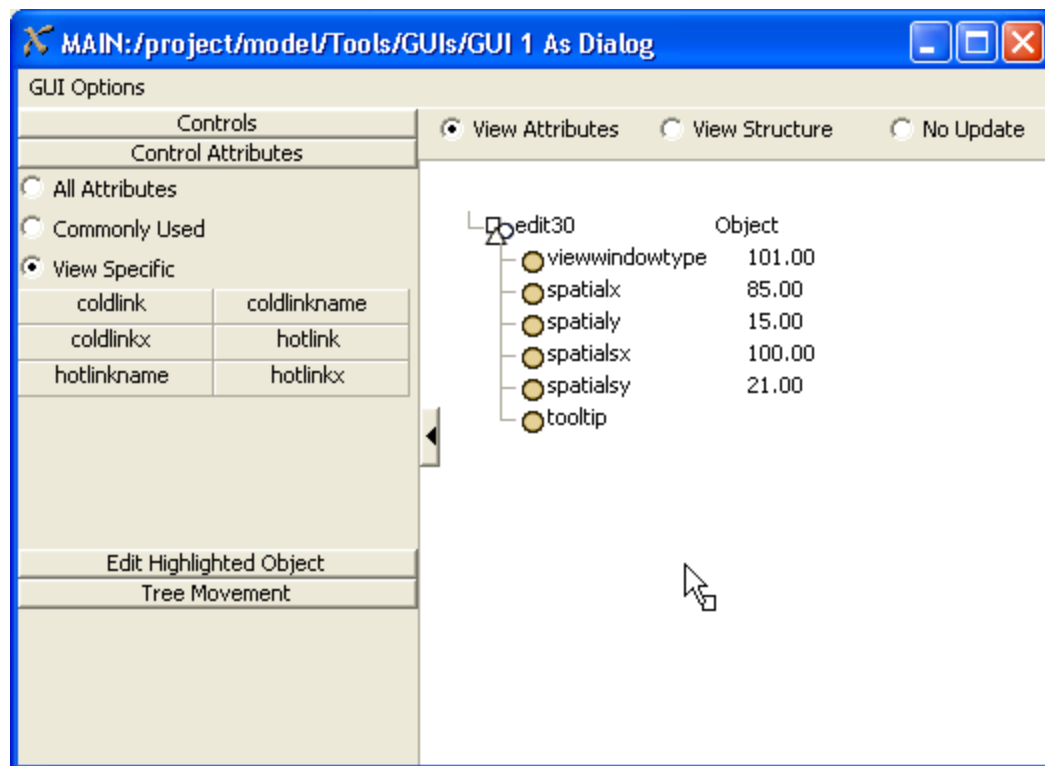 MAIN:/project/model/Tools/GUIs/GUI 1 As Dialog
GUI Options
Controls
Control Attributes
All Attributes
Commonly Used
View Specific
coldlink coldlinkname
coldlinkx hotlink
hotlinkname hotlinkx
Edit Highlighted Object
Tree Movement
View Attributes View Structure No Update
edit30 Object
viewwindowtype 101.00
spatialx 85.00
spatialy 15.00
spatialsx 100.00
spatialsy 21.00
tooltip